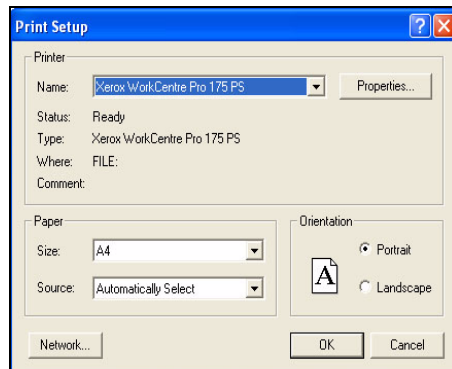 Print Setup
Printer
Name: Xerox WorkCentre Pro 175 PS Properties...
Status: Ready
Type: Xerox WorkCentre Pro 175 PS
Where: FILE:
Comment:
Paper
Size: A4
Source: Automatically Select
Orientation
A
Portrait
Landscape
Network... OK Cancel